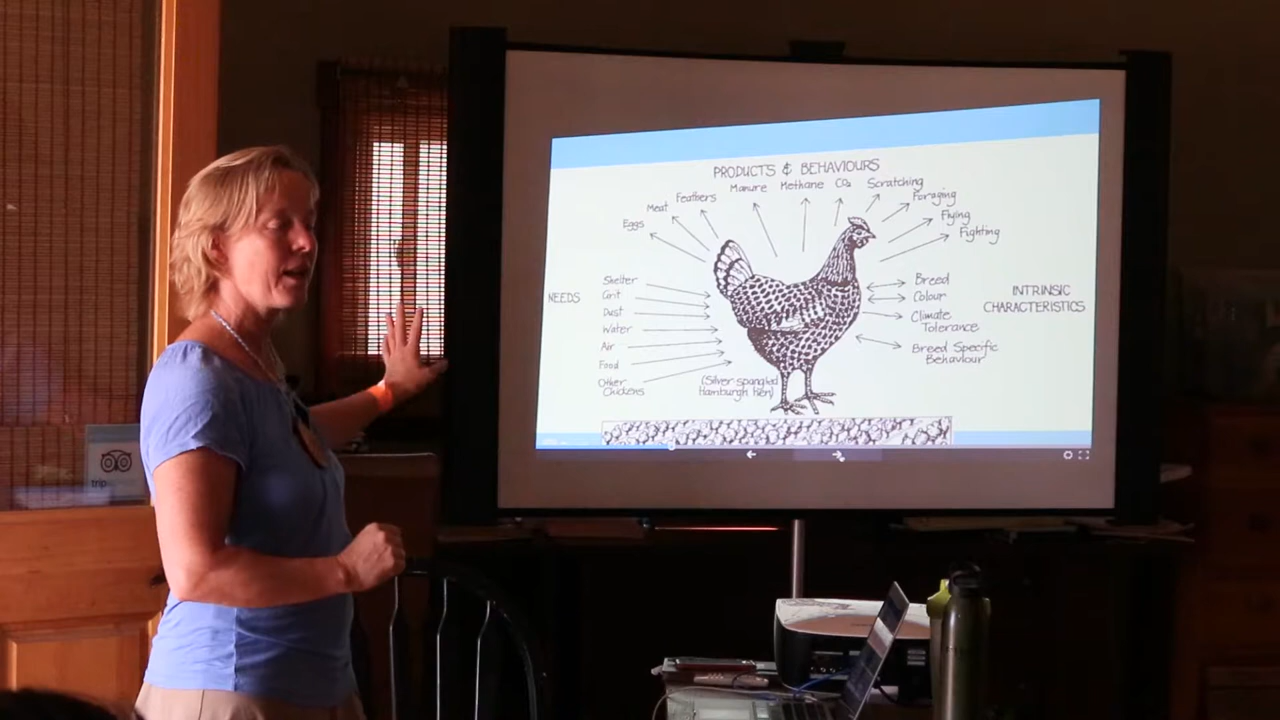 PRODUCTS & BEHAVIOURS
Eggs
Meat
Feathers
Manure
Methane
CO₂
Scratching
Foraging
Flying
Fighting
NEEDS
Shelter
Grit
Dust
Water
Air
Food
Other
Chickens
(Silver-spangled
Hamburgh Hen)
Breed
Colour
Climate
Tolerance
Breed Specific
Behaviour
INTRINSIC
CHARACTERISTICS
trip